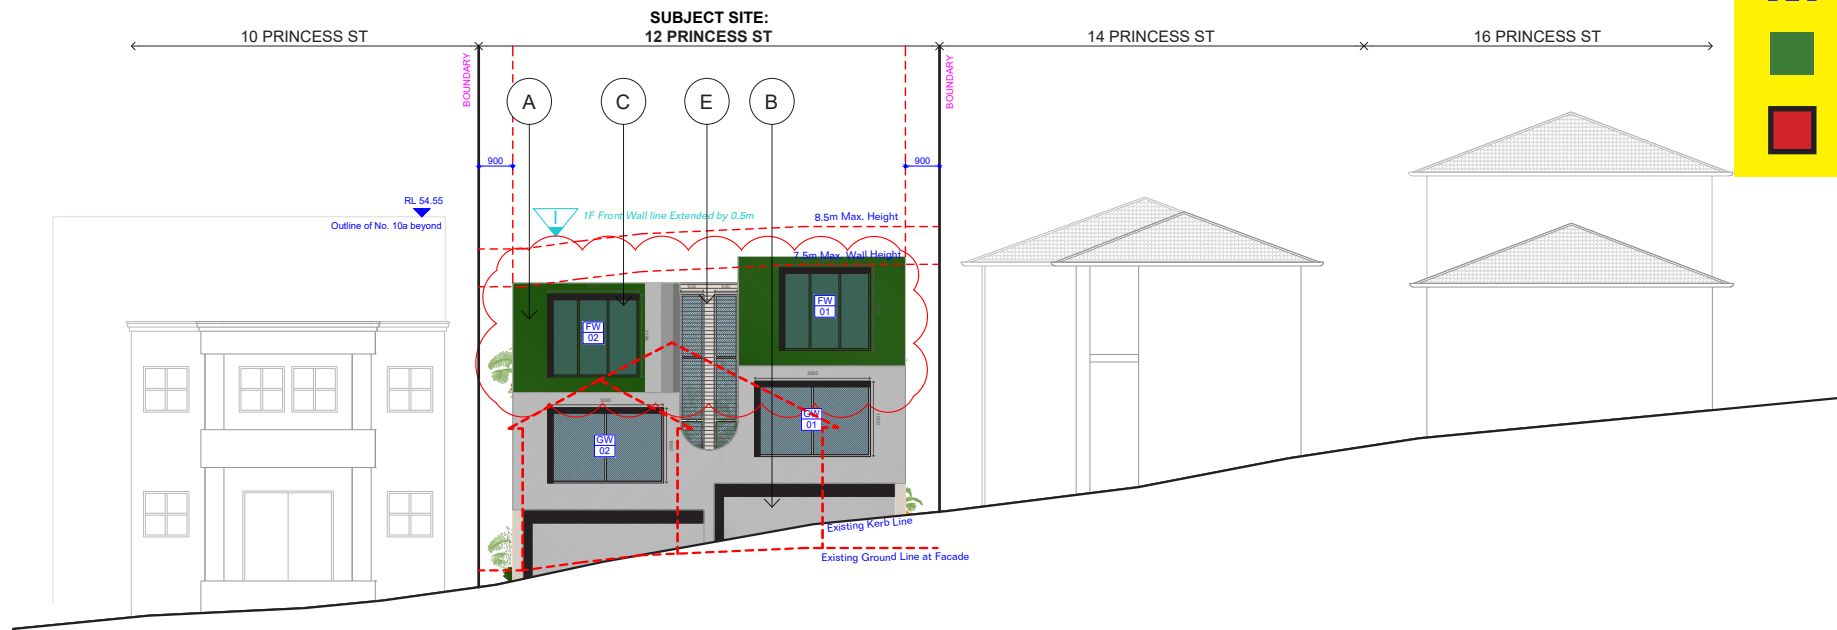 SUBJECT SITE:
10 PRINCESS ST
12 PRINCESS ST
14 PRINCESS ST
16 PRINCESS ST
BOUNDARY
BOUNDARY
A
C
E
B
900
900
RL 54.55
Outline of No. 10a beyond
I
1F Front Wall line Extended by 0.5m
8.5m Max. Height
7.5m Max. Wall Height
FW
01
FW
02
GW
01
GW
02
Existing Kerb Line
Existing Ground Line at Facade